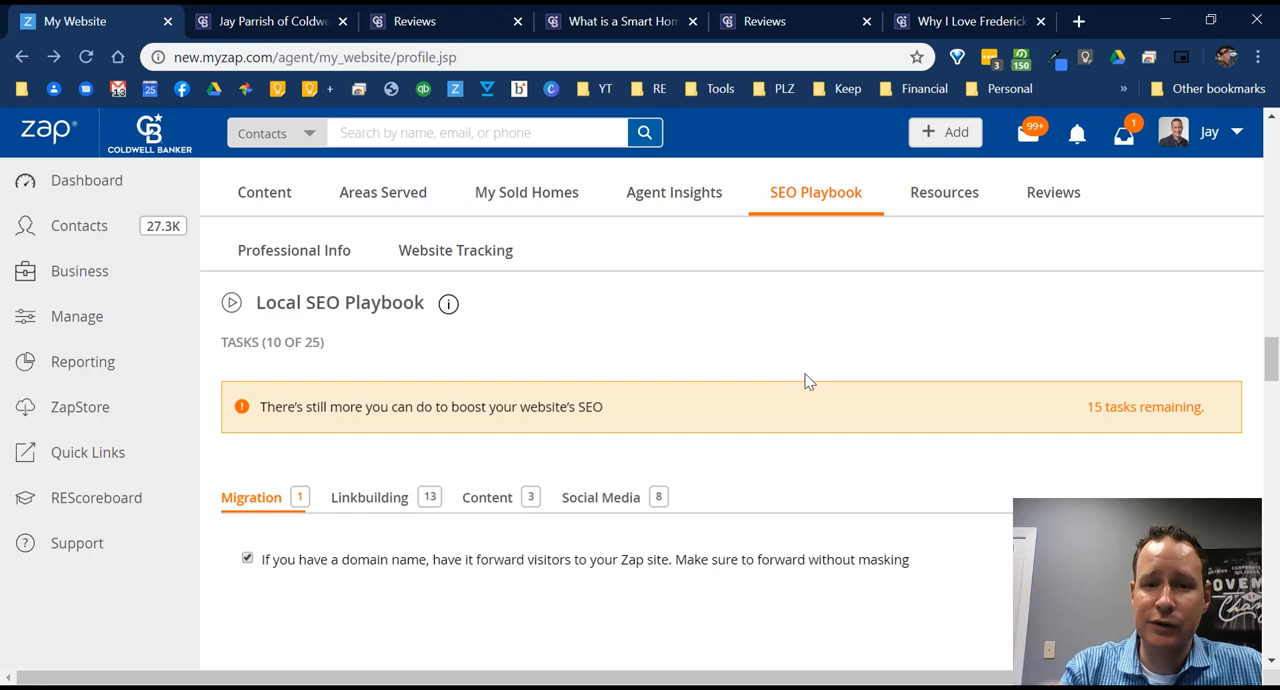 My Website
Jay Parrish of Coldwe
Reviews
What is a Smart Hom
Reviews
Why I Love Frederick
new.myzap.com/agent/my_website/profile.jsp
3
150
25
YT
RE
Tools
PLZ
Keep
Financial
Personal
»
Other bookmarks
zap
COLDWELL BANKER
Contacts
Search by name, email, or phone
+ Add
99+
1
Jay
Dashboard
Contacts
27.3K
Business
Manage
Reporting
ZapStore
Quick Links
REScoreboard
Support
Content
Areas Served
My Sold Homes
Agent Insights
SEO Playbook
Resources
Reviews
Professional Info
Website Tracking
Local SEO Playbook
TASKS (10 OF 25)
There's still more you can do to boost your website's SEO
15 tasks remaining.
Migration 1
Linkbuilding 13
Content 3
Social Media 8
If you have a domain name, have it forward visitors to your Zap site. Make sure to forward without masking